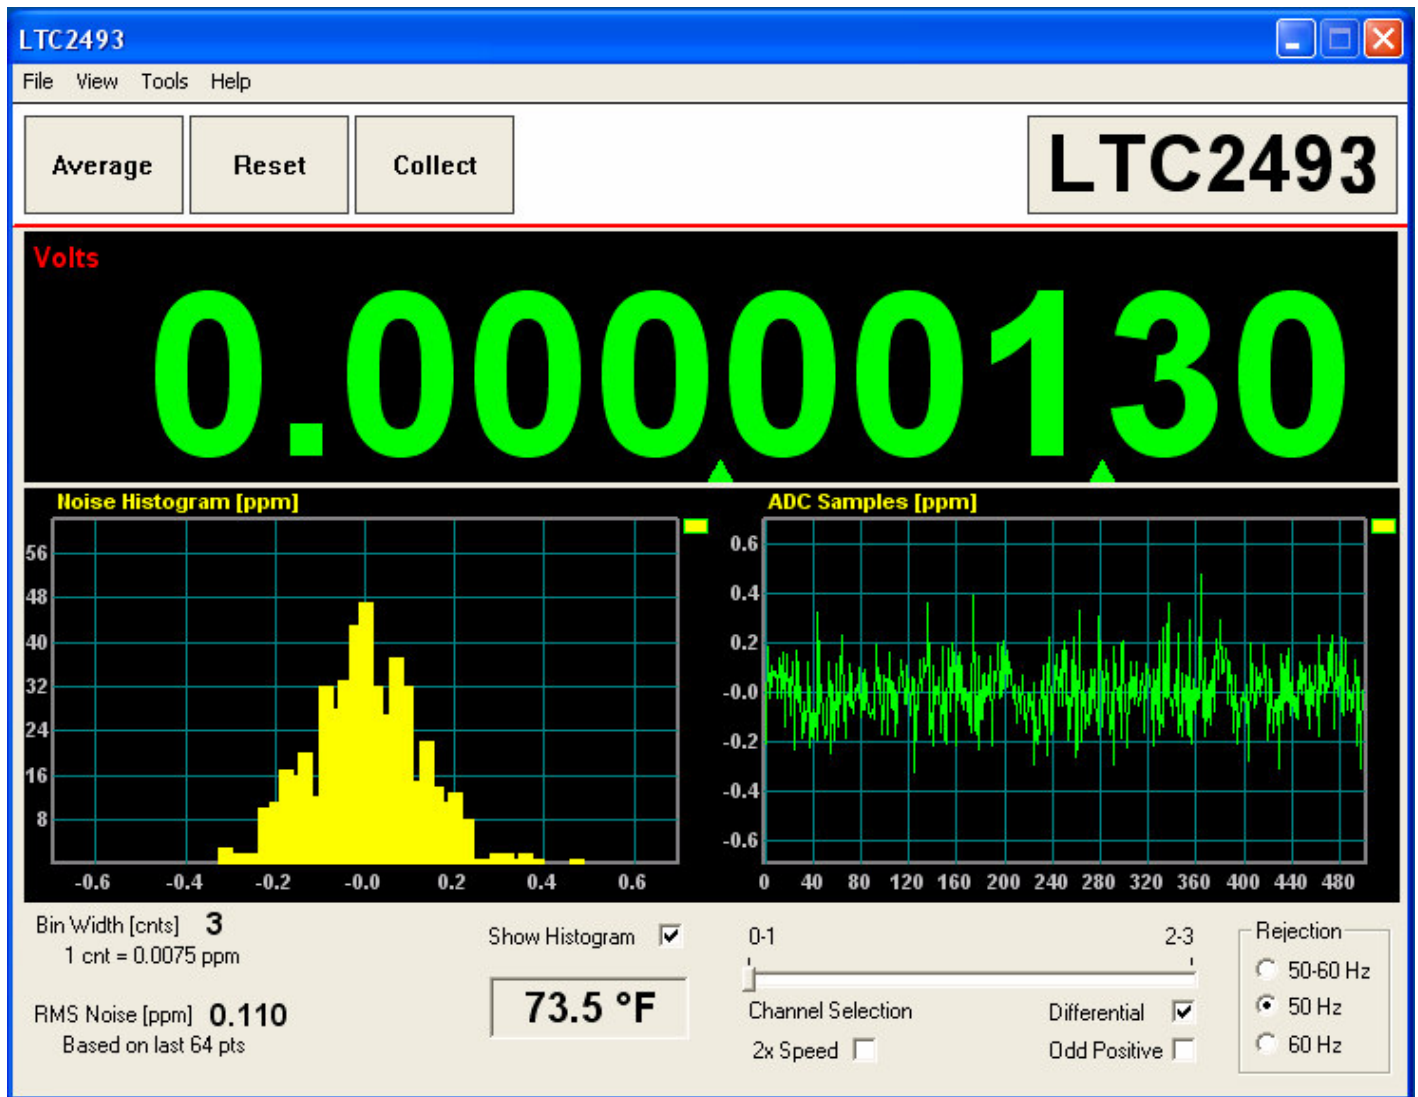 LTC2493
File View Tools Help
Average Reset Collect LTC2493
Volts
0.00000130
Noise Histogram [ppm]
56
48
40
32
24
16
8
-0.6 -0.4 -0.2 -0.0 0.2 0.4 0.6
ADC Samples [ppm]
0.6
0.4
0.2
-0.0
-0.2
-0.4
-0.6
0 40 80 120 160 200 240 280 320 360 400 440 480
Bin Width [cnts] 3
1 cnt = 0.0075 ppm
RMS Noise [ppm] 0.110
Based on last 64 pts
Show Histogram
73.5 °F
0-1 2-3
Channel Selection
2x Speed
Differential
Odd Positive
Rejection
50-60 Hz
50 Hz
60 Hz